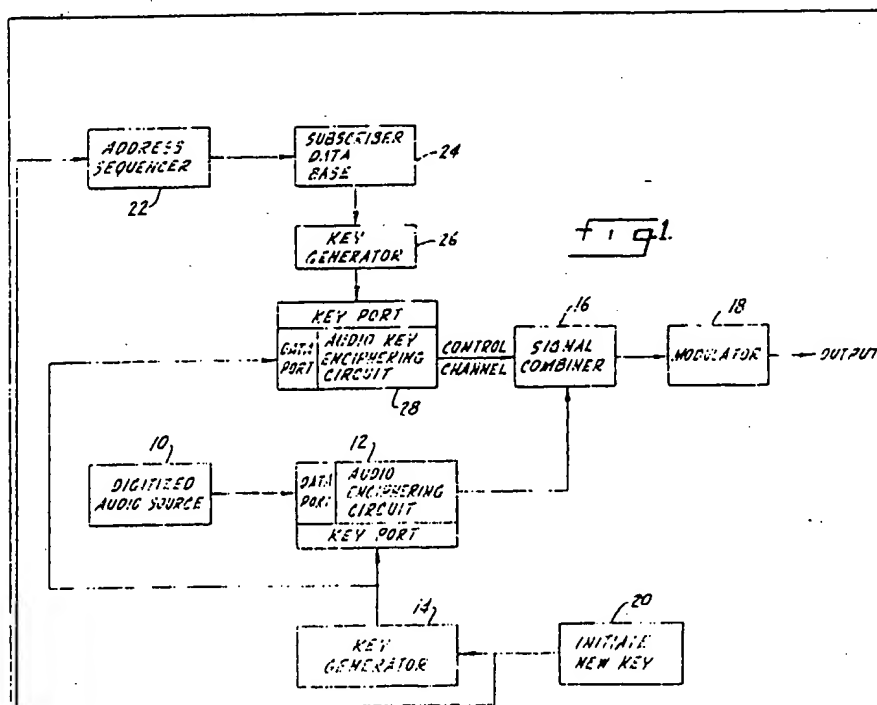 ADDRESS
SEQUENCER
22
SUBSCRIBER
DATA
BASE
24
KEY
GENERATOR
26
fig 1.
KEY PORT
DATA
PORT
AUDIO KEY
ENCIPHERING
CIRCUIT
28
CONTROL
CHANNEL
16
SIGNAL
COMBINER
18
MODULATOR
OUTPUT
10
DIGITIZED
AUDIO SOURCE
12
DATA
PORT
AUDIO
ENCIPHERING
CIRCUIT
KEY PORT
14
KEY
GENERATOR
20
INITIATE
NEW KEY